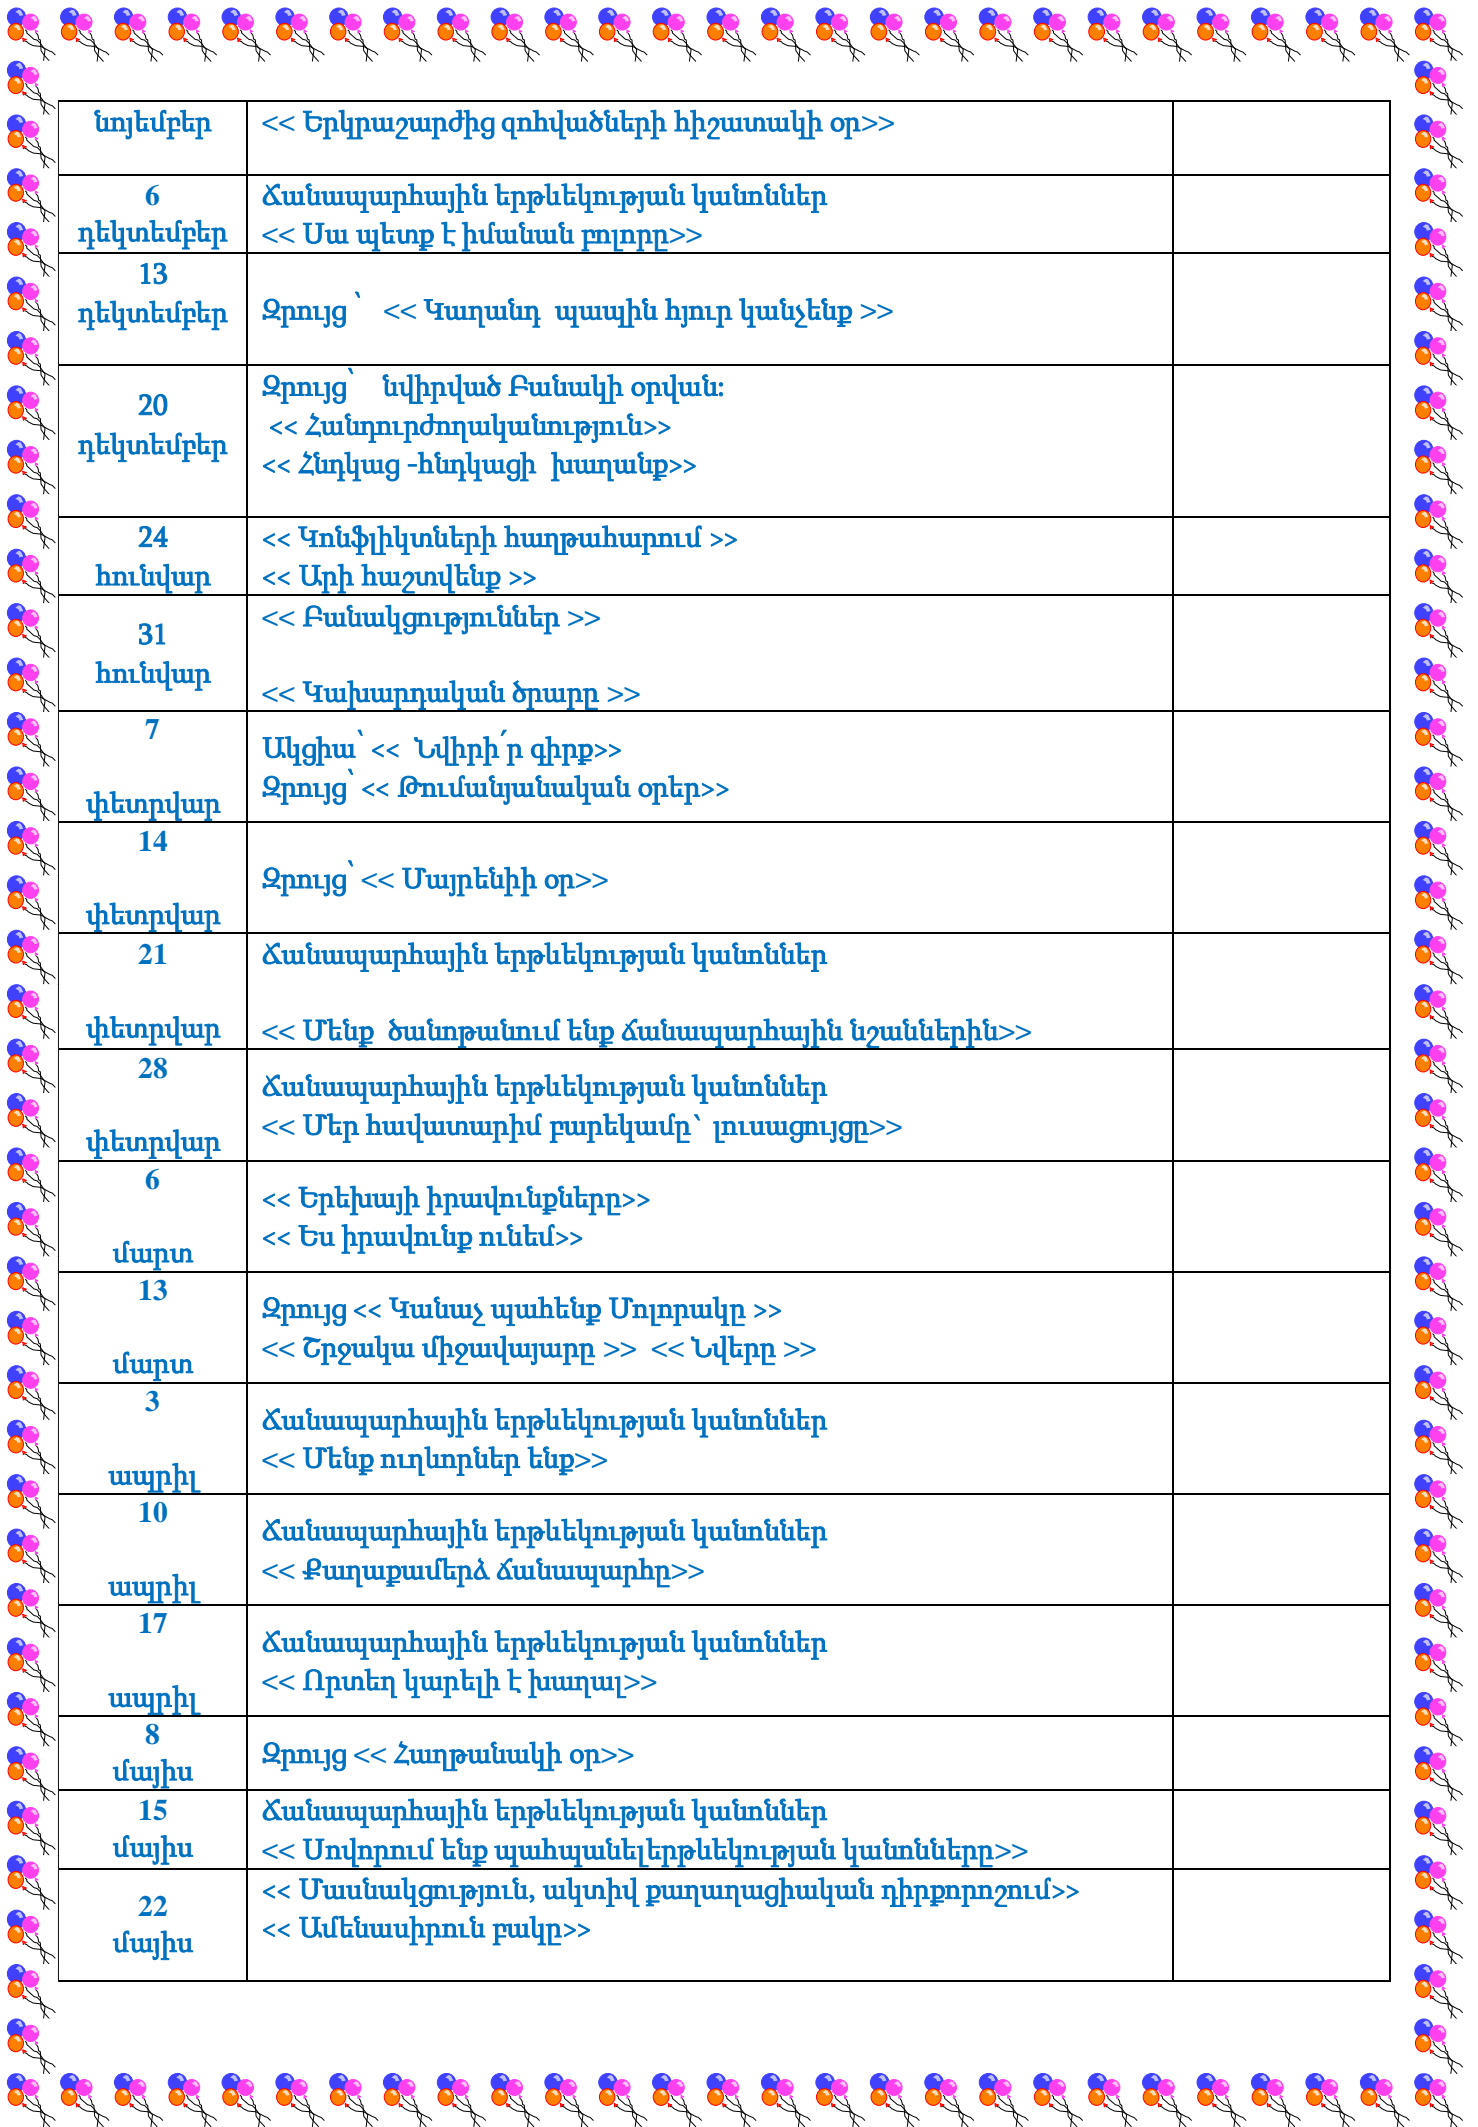 նոյեմբեր << Երկրաշարժից զոհվածների հիշատակի օր>>
6 Ճանապարհային երթևեկության կանոններ
դեկտեմբեր << Սա պետք է իմանան բոլորը>>
13
դեկտեմբեր Զրույց ՝ << Կաղանդ պապին հյուր կանչենք >>
20
դեկտեմբեր
Զրույց՝ նվիրված Բանակի օրվան:
<< Հանդուրժողականություն>>
<< Հնդկաց -հնդկացի խաղանք>>
24 << Կոնֆլիկտների հաղթահարում >>
հունվար << Արի հաշտվենք >>
31
հունվար
<< Բանակցություններ >>
<< Կախարդական ծրարը >>
7
փետրվար
Ակցիա՝ << Նվիրի՛ր գիրք>>
Զրույց՝ << Թումանյանական օրեր>>
14
փետրվար
Զրույց՝ << Մայրենիի օր>>
21 Ճանապարհային երթևեկության կանոններ
փետրվար << Մենք ծանոթանում ենք ճանապարհային նշաններին>>
28
փետրվար
Ճանապարհային երթևեկության կանոններ
<< Մեր հավատարիմ բարեկամը` լուսացույցը>>
6
մարտ
<< Երեխայի իրավունքները>>
<< Ես իրավունք ունեմ>>
13
մարտ
Զրույց << Կանաչ պահենք Մոլորակը >>
<< Շրջակա միջավայարը >> << Նվերը >>
3
ապրիլ
Ճանապարհային երթևեկության կանոններ
<< Մենք ուղևորներ ենք>>
10
ապրիլ
Ճանապարհային երթևեկության կանոններ
<< Քաղաքամերձ ճանապարհը>>
17
ապրիլ
Ճանապարհային երթևեկության կանոններ
<< Որտեղ կարելի է խաղալ>>
8
մայիս
Զրույց << Հաղթանակի օր>>
15 Ճանապարհային երթևեկության կանոններ
մայիս << Սովորում ենք պահպանելերթևեկության կանոնները>>
22
մայիս
<< Մասնակցություն, ակտիվ քաղաղացիական դիրքորոշում>>
<< Ամենասիրուն բակը>>